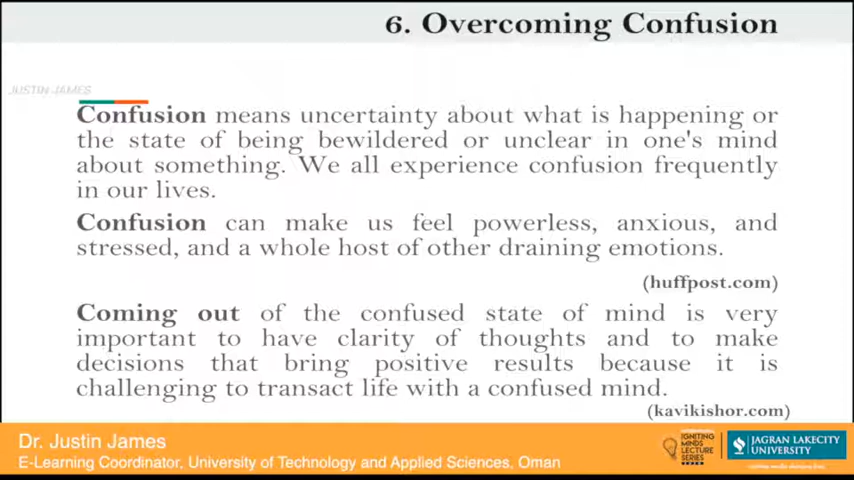 6. Overcoming Confusion
JUSTIN JAMES
Confusion means uncertainty about what is happening or
the state of being bewildered or unclear in one's mind
about something. We all experience confusion frequently
in our lives.
Confusion can make us feel powerless, anxious, and
stressed, and a whole host of other draining emotions.
(huffpost.com)
Coming out of the confused state of mind is very
important to have clarity of thoughts and to make
decisions that bring positive results because it is
challenging to transact life with a confused mind.
(kavikishor.com)
Dr. Justin James
E-Learning Coordinator, University of Technology and Applied Sciences, Oman
IGNITING
MINDS
LECTURE
SERIES
JAGRAN LAKECITY
UNIVERSITY